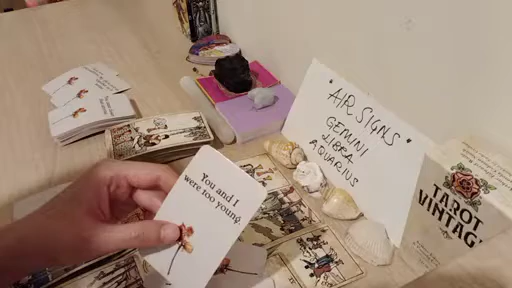 "AIR SIGNS"
GEMINI
LIBRA
AQUARIUS
You and I
were too young.
TAROT
VINTAGE